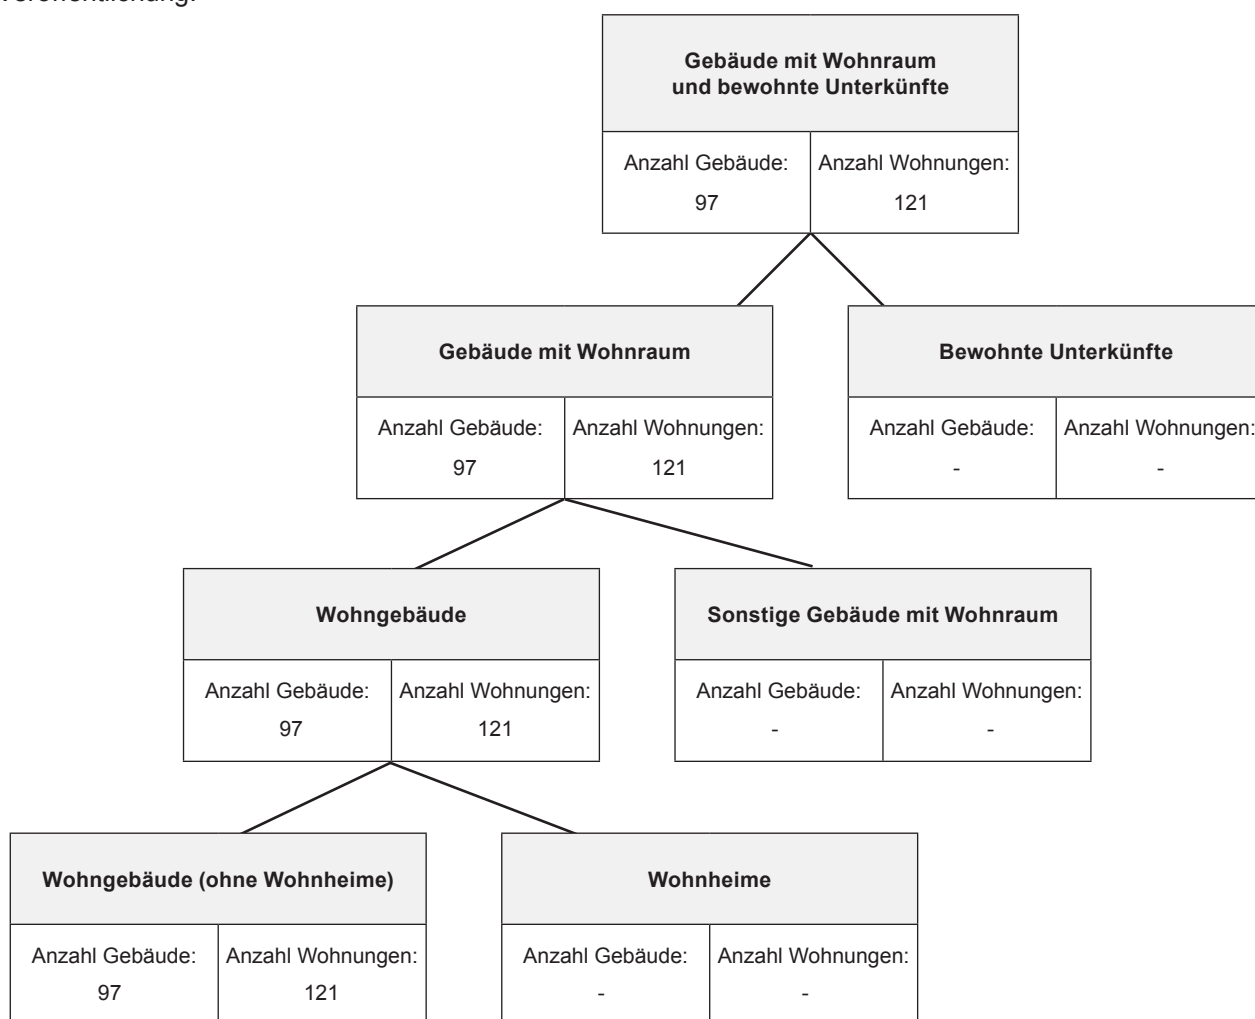 Veröffentlichung.
Gebäude mit Wohnraum
und bewohnte Unterkünfte
Anzahl Gebäude: Anzahl Wohnungen:
97 121
Gebäude mit Wohnraum Bewohnte Unterkünfte
Anzahl Gebäude: Anzahl Wohnungen: Anzahl Gebäude: Anzahl Wohnungen:
97 121 - -
Wohngebäude Sonstige Gebäude mit Wohnraum
Anzahl Gebäude: Anzahl Wohnungen: Anzahl Gebäude: Anzahl Wohnungen:
97 121 - -
Wohngebäude (ohne Wohnheime) Wohnheime
Anzahl Gebäude: Anzahl Wohnungen: Anzahl Gebäude: Anzahl Wohnungen:
97 121 - -